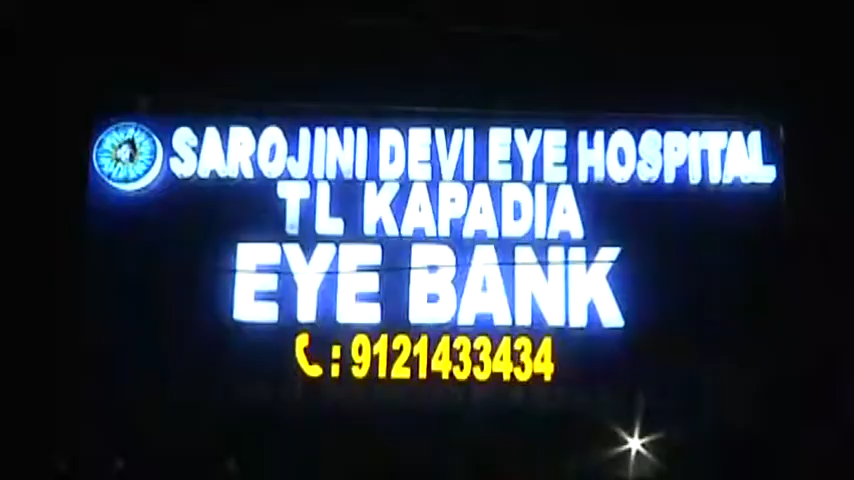 SAROJINI DEVI EYE HOSPITAL
TL KAPADIA
EYE BANK
: 9121433434